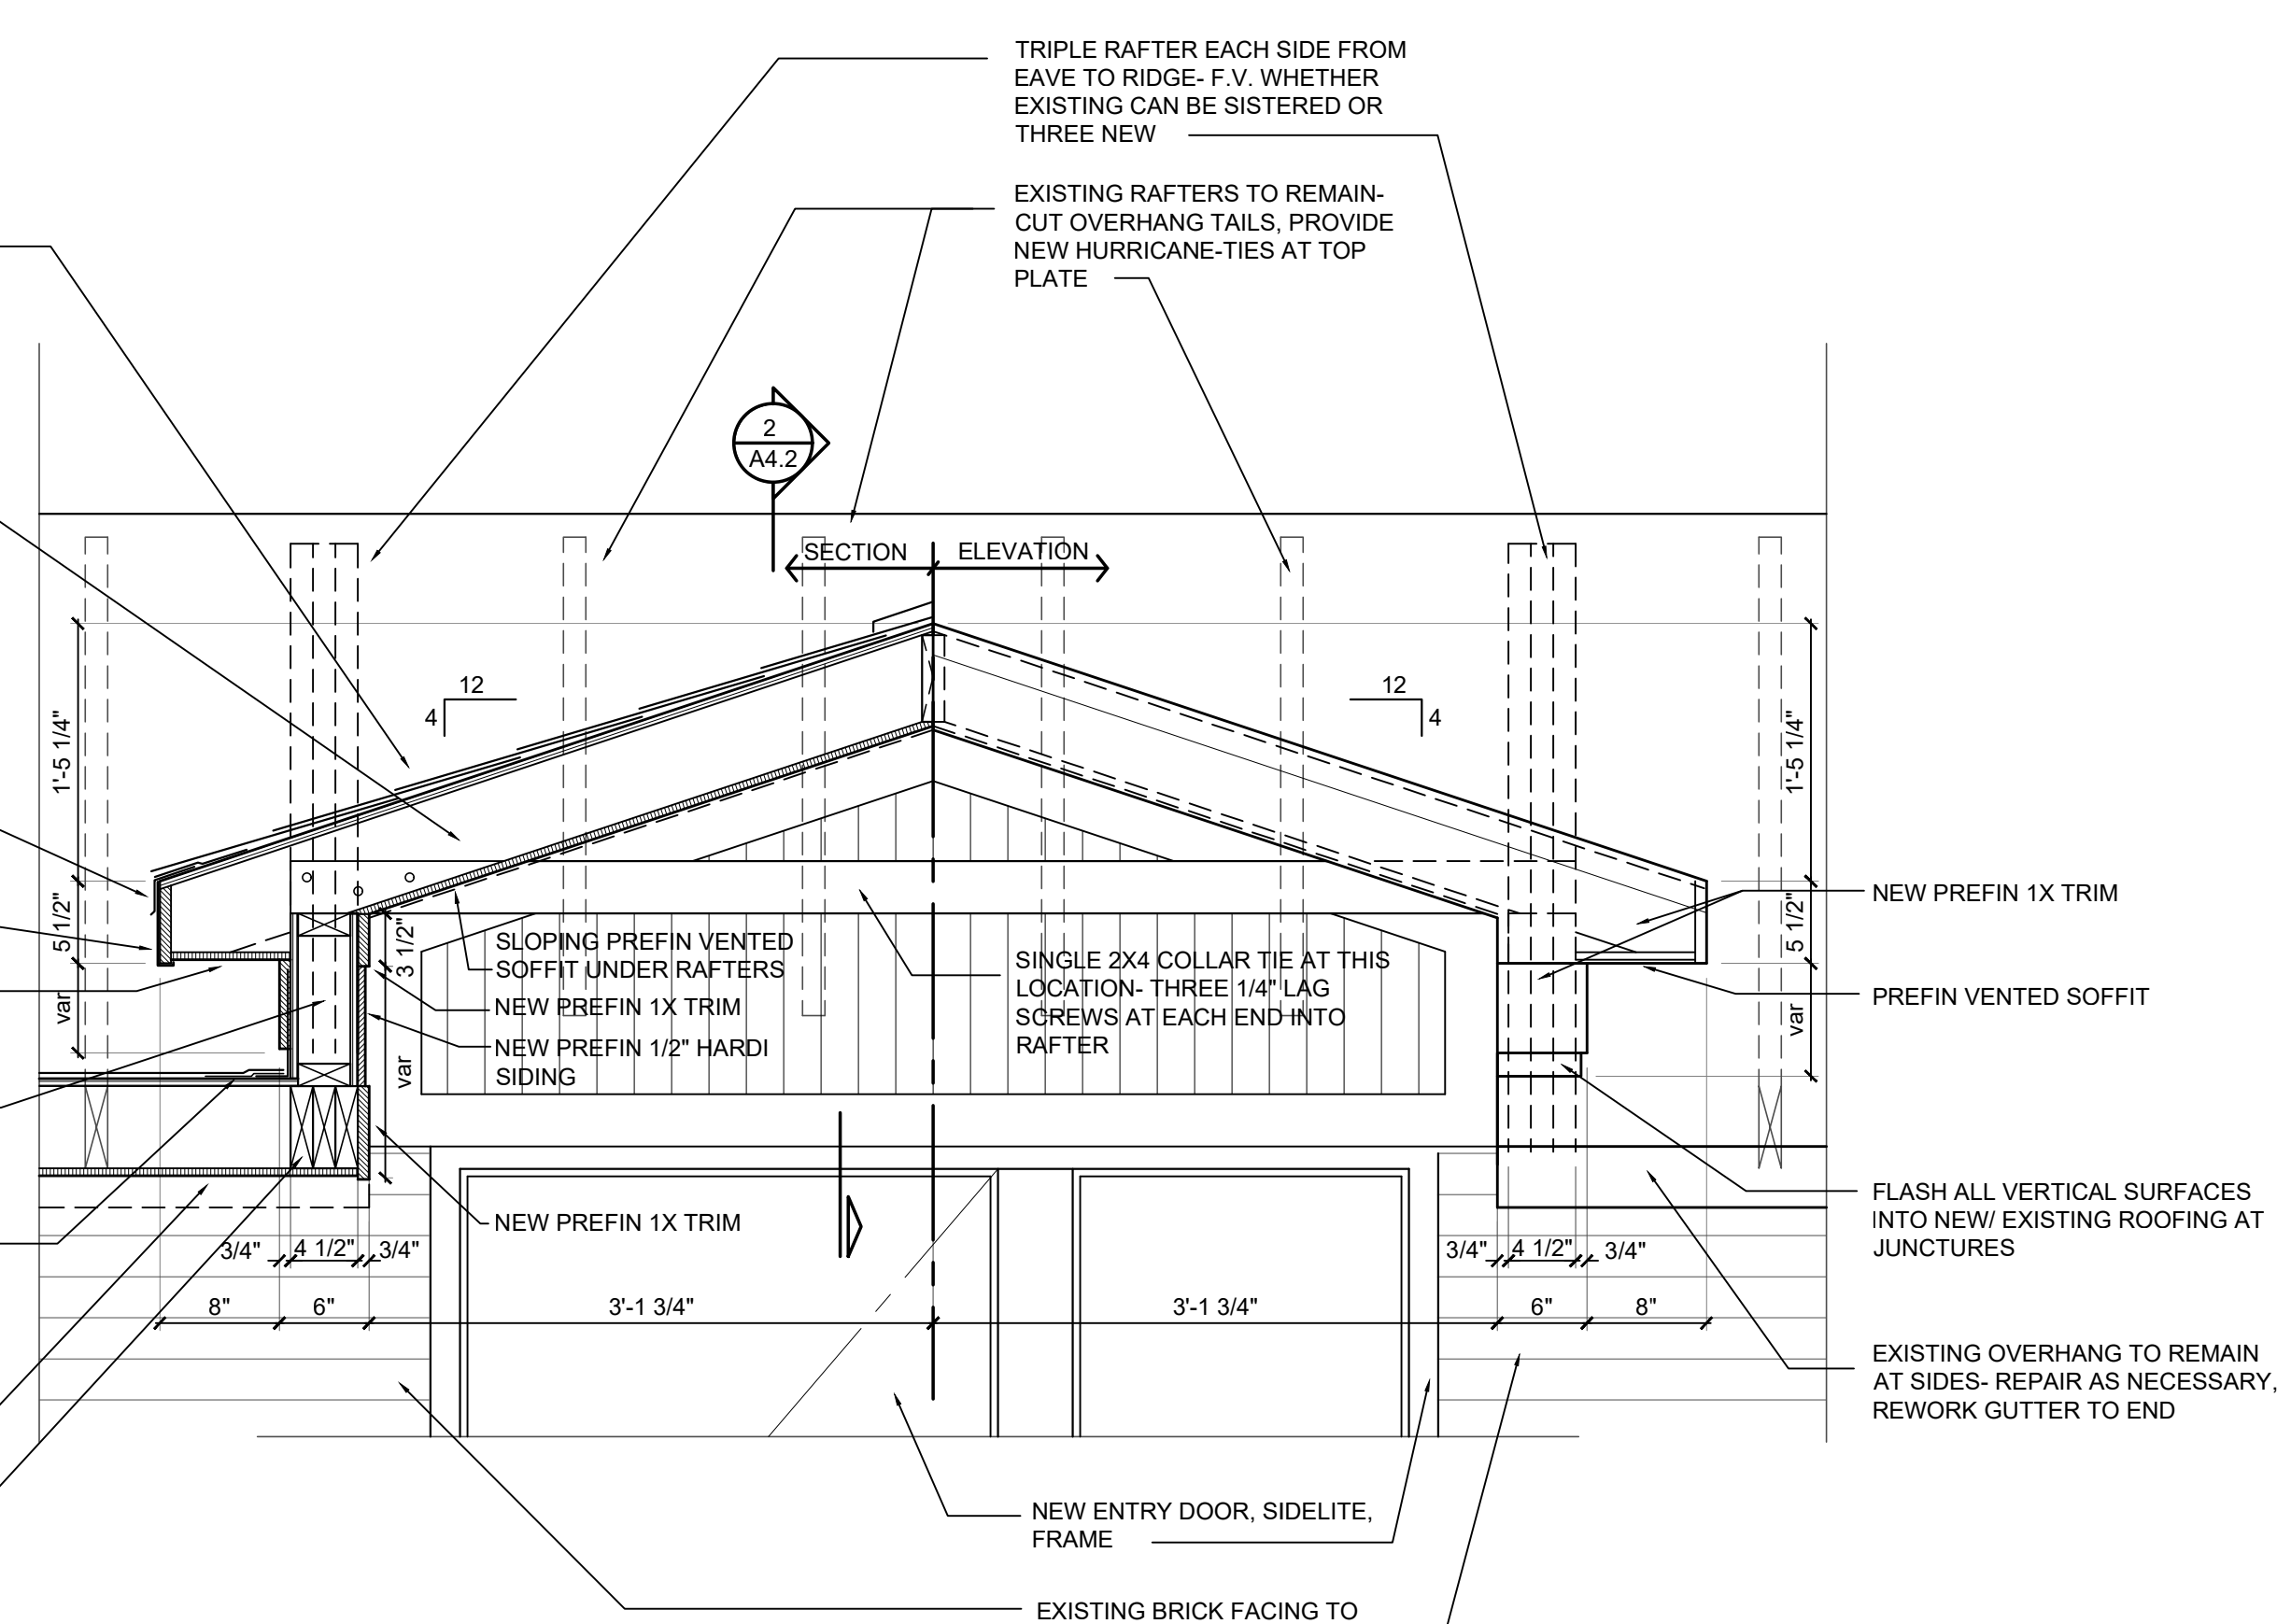 TRIPLE RAFTER EACH SIDE FROM
EAVE TO RIDGE- F.V. WHETHER
EXISTING CAN BE SISTERED OR
THREE NEW
EXISTING RAFTERS TO REMAIN-
CUT OVERHANG TAILS, PROVIDE
NEW HURRICANE-TIES AT TOP
PLATE
2
A4.2
SECTION
ELEVATION
12
4
12
4
1'-5 1/4"
5 1/2"
var
1'-5 1/4"
5 1/2"
var
3 1/2"
var
SLOPING PREFIN VENTED
SOFFIT UNDER RAFTERS
NEW PREFIN 1X TRIM
NEW PREFIN 1/2" HARDI
SIDING
SINGLE 2X4 COLLAR TIE AT THIS
LOCATION- THREE 1/4" LAG
SCREWS AT EACH END INTO
RAFTER
NEW PREFIN 1X TRIM
PREFIN VENTED SOFFIT
NEW PREFIN 1X TRIM
FLASH ALL VERTICAL SURFACES
INTO NEW/ EXISTING ROOFING AT
JUNCTURES
3/4"
4 1/2"
3/4"
3/4"
4 1/2"
3/4"
8"
6"
3'-1 3/4"
3'-1 3/4"
6"
8"
EXISTING OVERHANG TO REMAIN
AT SIDES- REPAIR AS NECESSARY,
REWORK GUTTER TO END
NEW ENTRY DOOR, SIDELITE,
FRAME
EXISTING BRICK FACING TO